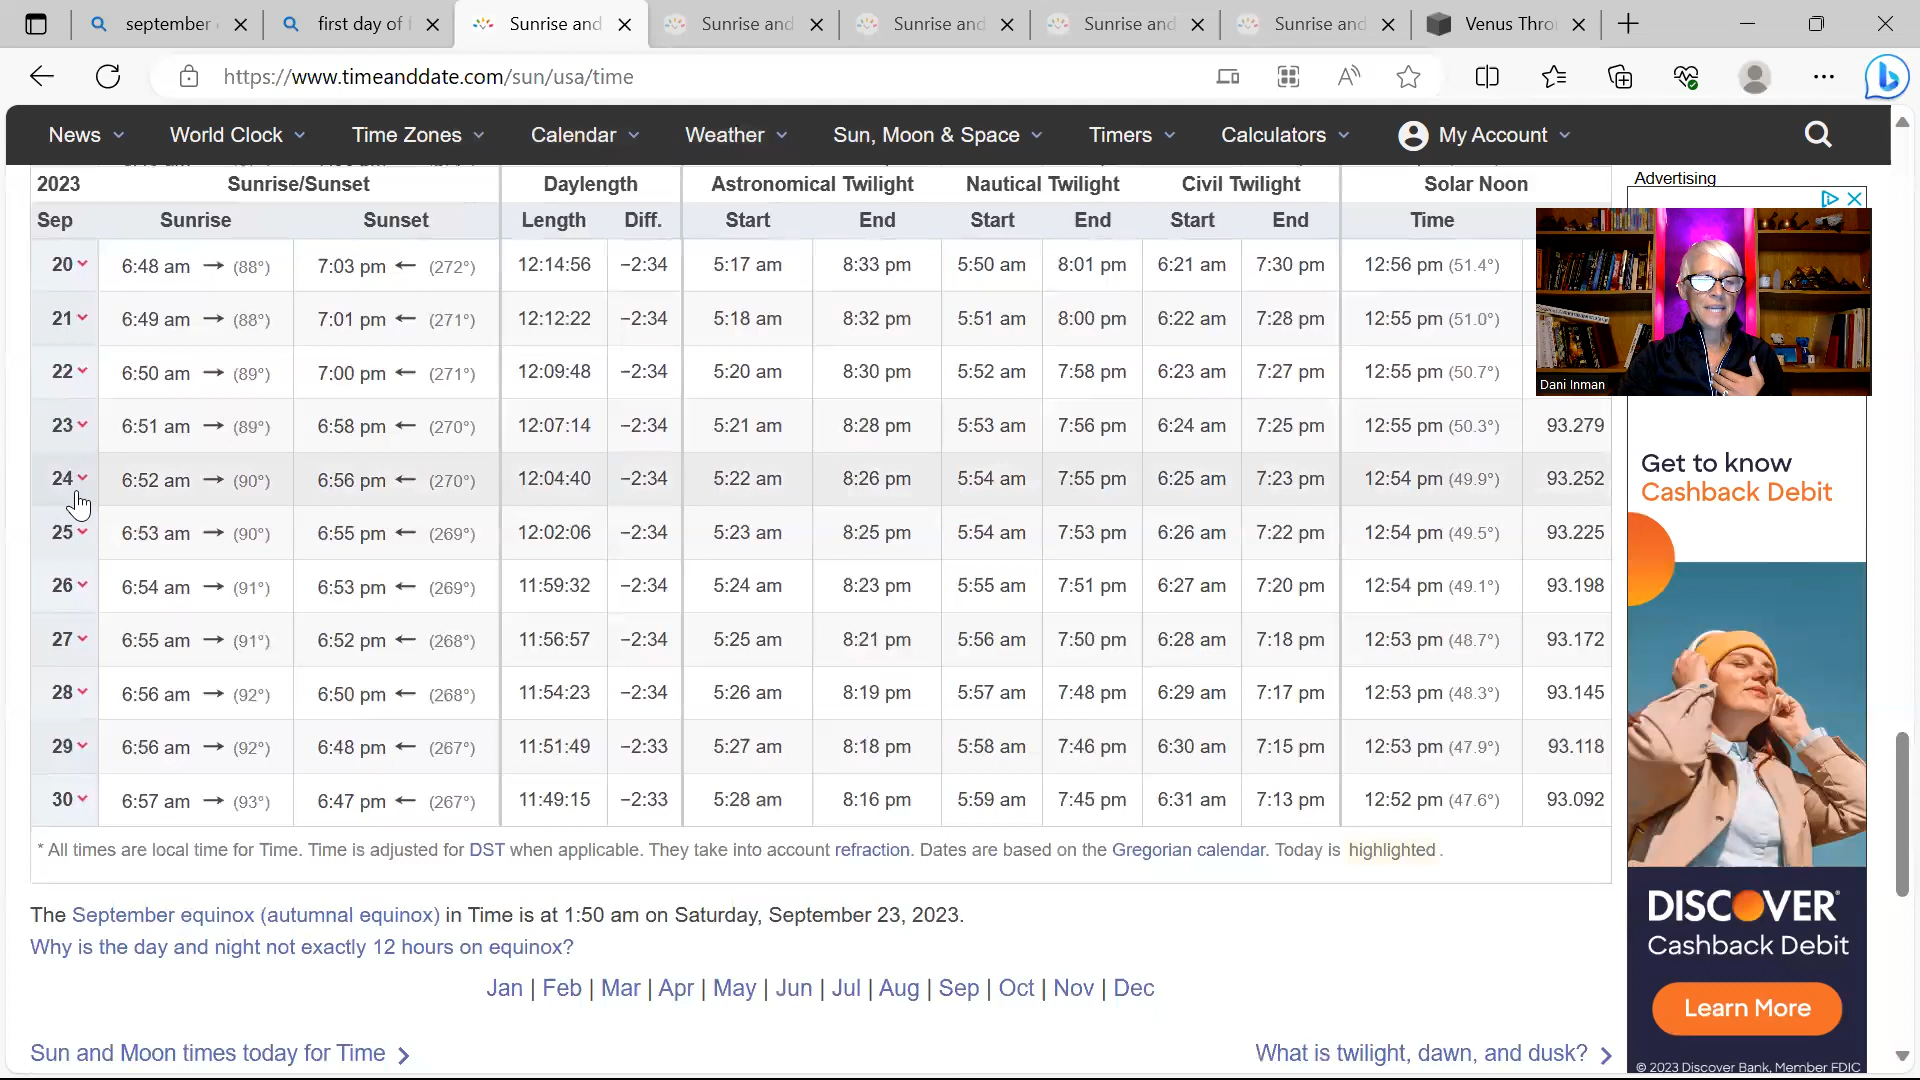 september
first day of f
Sunrise and
Sunrise and
Sunrise and
Sunrise and
Sunrise and
Venus Thro
https://www.timeanddate.com/sun/usa/time
News World Clock Time Zones Calendar Weather Sun, Moon & Space Timers Calculators My Account
2023 Sunrise/Sunset Daylength Astronomical Twilight Nautical Twilight Civil Twilight Solar Noon
Sep Sunrise Sunset Length Diff. Start End Start End Start End Time
20 6:48 am → (88°) 7:03 pm ← (272°) 12:14:56 −2:34 5:17 am 8:33 pm 5:50 am 8:01 pm 6:21 am 7:30 pm 12:56 pm (51.4°)
21 6:49 am → (88°) 7:01 pm ← (271°) 12:12:22 −2:34 5:18 am 8:32 pm 5:51 am 8:00 pm 6:22 am 7:28 pm 12:55 pm (51.0°)
22 6:50 am → (89°) 7:00 pm ← (271°) 12:09:48 −2:34 5:20 am 8:30 pm 5:52 am 7:58 pm 6:23 am 7:27 pm 12:55 pm (50.7°)
23 6:51 am → (89°) 6:58 pm ← (270°) 12:07:14 −2:34 5:21 am 8:28 pm 5:53 am 7:56 pm 6:24 am 7:25 pm 12:55 pm (50.3°) 93.279
24 6:52 am → (90°) 6:56 pm ← (270°) 12:04:40 −2:34 5:22 am 8:26 pm 5:54 am 7:55 pm 6:25 am 7:23 pm 12:54 pm (49.9°) 93.252
25 6:53 am → (90°) 6:55 pm ← (269°) 12:02:06 −2:34 5:23 am 8:25 pm 5:54 am 7:53 pm 6:26 am 7:22 pm 12:54 pm (49.5°) 93.225
26 6:54 am → (91°) 6:53 pm ← (269°) 11:59:32 −2:34 5:24 am 8:23 pm 5:55 am 7:51 pm 6:27 am 7:20 pm 12:54 pm (49.1°) 93.198
27 6:55 am → (91°) 6:52 pm ← (268°) 11:56:57 −2:34 5:25 am 8:21 pm 5:56 am 7:50 pm 6:28 am 7:18 pm 12:53 pm (48.7°) 93.172
28 6:56 am → (92°) 6:50 pm ← (268°) 11:54:23 −2:34 5:26 am 8:19 pm 5:57 am 7:48 pm 6:29 am 7:17 pm 12:53 pm (48.3°) 93.145
29 6:56 am → (92°) 6:48 pm ← (267°) 11:51:49 −2:33 5:27 am 8:18 pm 5:58 am 7:46 pm 6:30 am 7:15 pm 12:53 pm (47.9°) 93.118
30 6:57 am → (93°) 6:47 pm ← (267°) 11:49:15 −2:33 5:28 am 8:16 pm 5:59 am 7:45 pm 6:31 am 7:13 pm 12:52 pm (47.6°) 93.092
* All times are local time for Time. Time is adjusted for DST when applicable. They take into account refraction. Dates are based on the Gregorian calendar. Today is highlighted.
The September equinox (autumnal equinox) in Time is at 1:50 am on Saturday, September 23, 2023.
Why is the day and night not exactly 12 hours on equinox?
Jan | Feb | Mar | Apr | May | Jun | Jul | Aug | Sep | Oct | Nov | Dec
Sun and Moon times today for Time
What is twilight, dawn, and dusk?
Advertising
Dani Inman
Get to know
Cashback Debit
DISCOVER
Cashback Debit
Learn More
© 2023 Discover Bank, Member FDIC